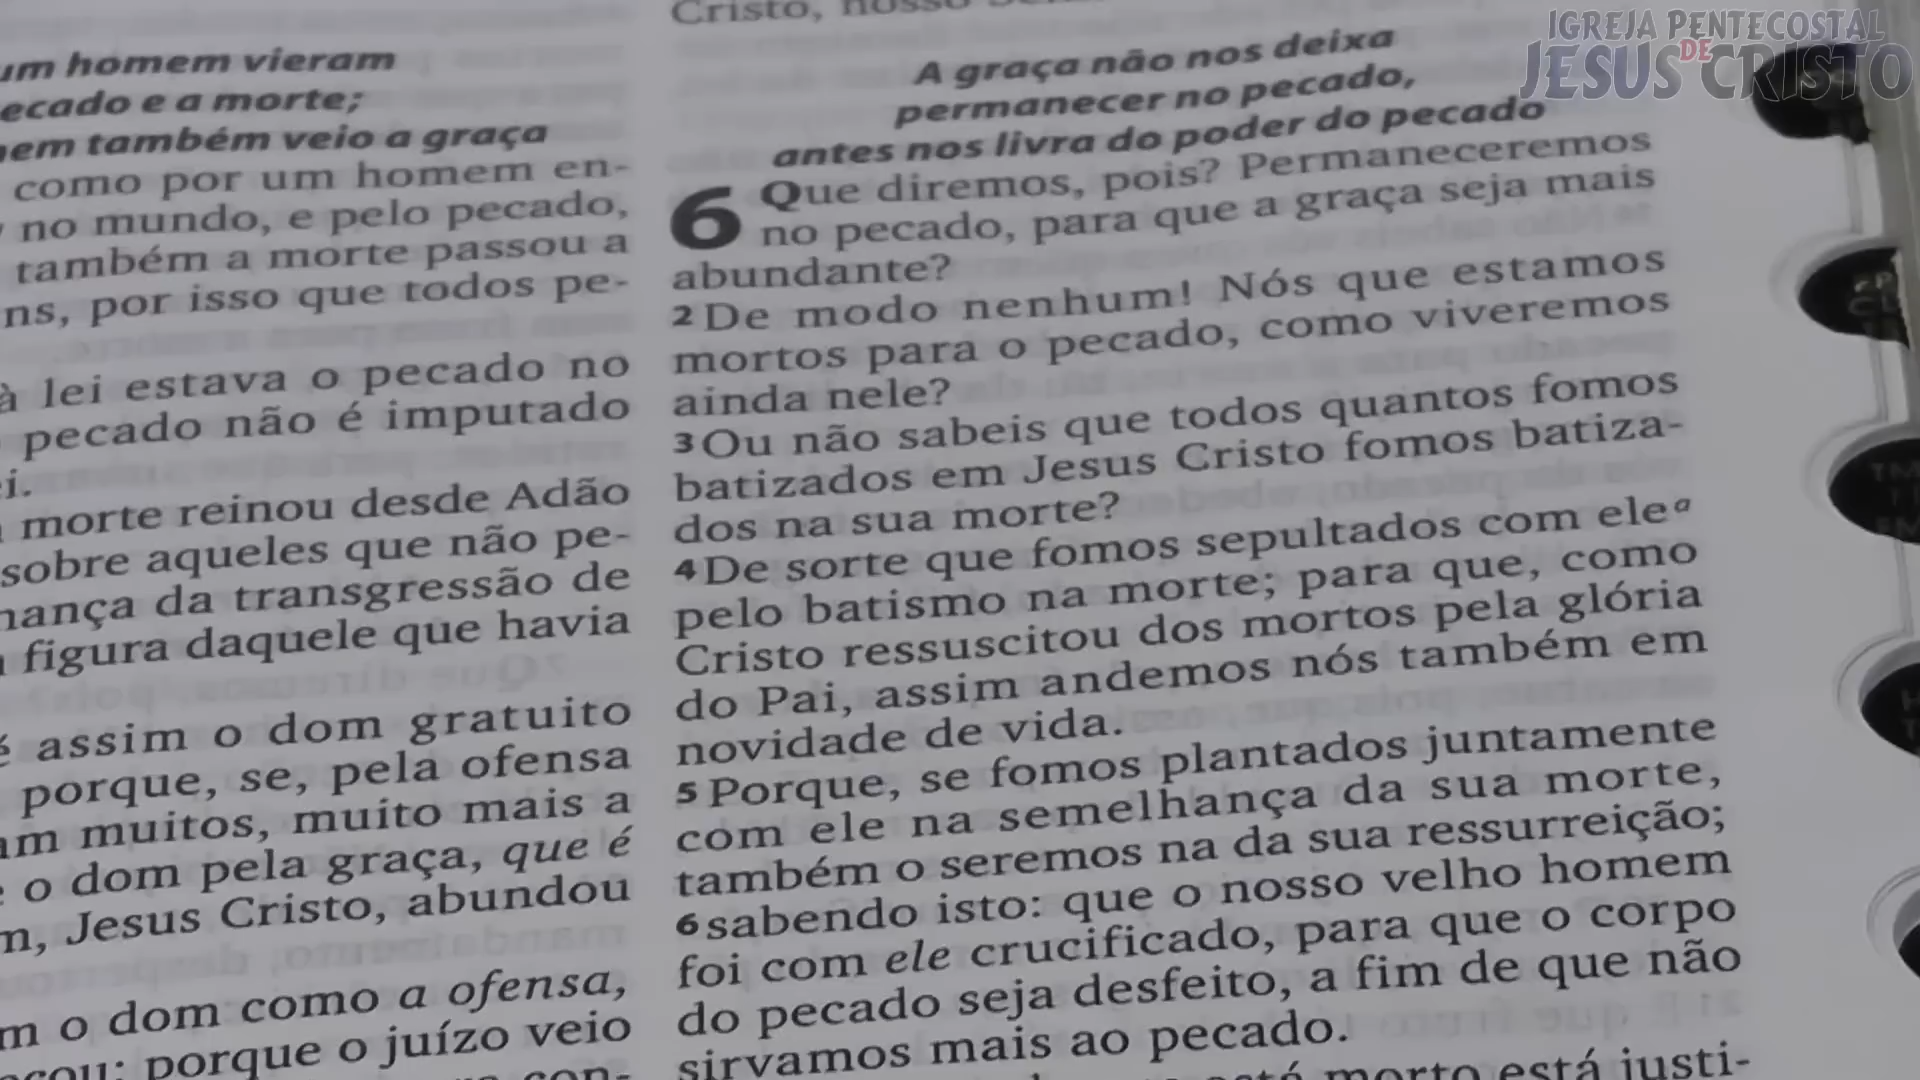 um homem vieram
ecado e a morte;
também veio a graça
como por um homem en-
no mundo, e pelo pecado,
também a morte passou a
ns, por isso que todos pe-
à lei estava o pecado no
pecado não é imputado
morte reinou desde Adão
sobre aqueles que não pe-
da transgressão de
figura daquele que havia
assim o dom gratuito
porque, se, pela ofensa
muitos, muito mais a
o dom pela graça, que é
Jesus Cristo, abundou
o dom como a ofensa,
porque o juízo veio
con-
Cristo, nosso
A graça não nos deixa
permanecer no pecado,
antes nos livra do poder do pecado
6 Que diremos, pois? Permaneceremos
no pecado, para que a graça seja mais
abundante?
2 De modo nenhum! Nós que estamos
mortos para o pecado, como viveremos
ainda nele?
3 Ou não sabeis que todos quantos fomos
batizados em Jesus Cristo fomos batiza-
dos na sua morte?
4 De sorte que fomos sepultados com ele a
pelo batismo na morte; para que, como
Cristo ressuscitou dos mortos pela glória
do Pai, assim andemos nós também em
novidade de vida.
5 Porque, se fomos plantados juntamente
com ele na semelhança da sua morte,
também o seremos na da sua ressurreição;
6 sabendo isto: que o nosso velho homem
foi com ele crucificado, para que o corpo
do pecado seja desfeito, a fim de que não
sirvamos mais ao pecado.
morto está justi-
IGREJA PENTECOSTAL
DE
JESUS CRISTO